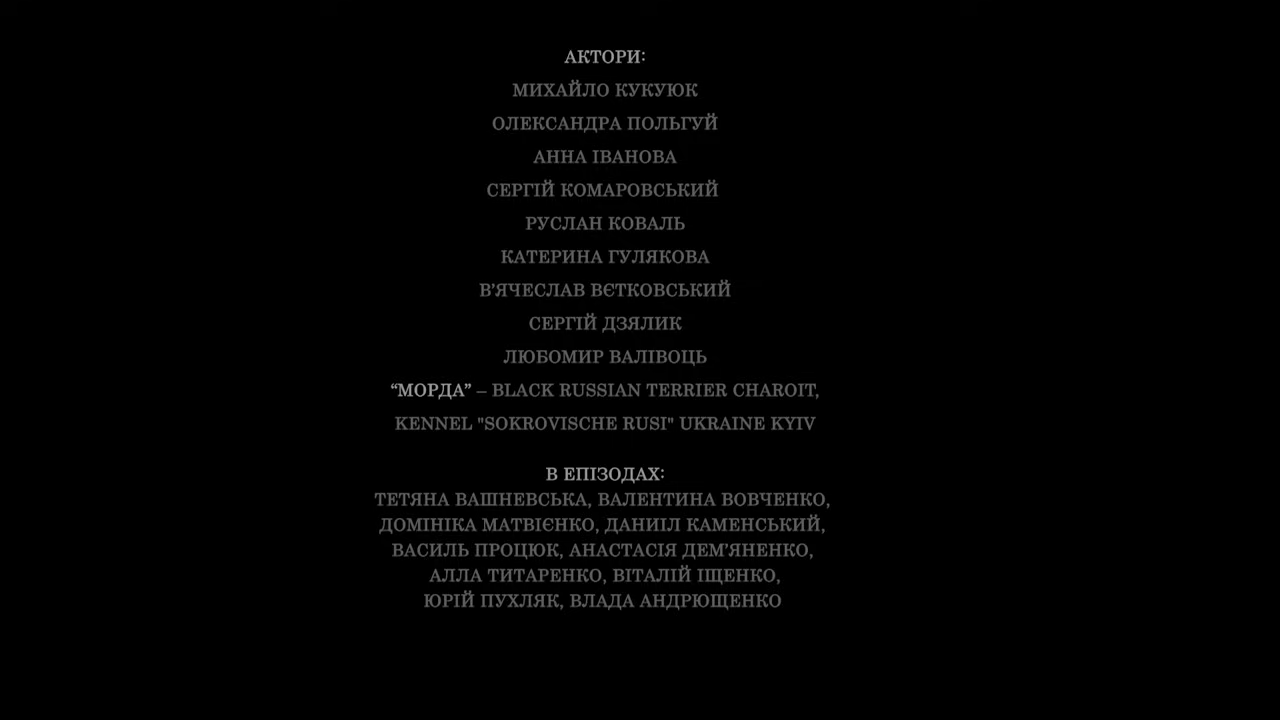 АКТОРИ:
МИХАЙЛО КУКУЮК
ОЛЕКСАНДРА ПОЛЬГУЙ
АННА ІВАНОВА
СЕРГІЙ КОМАРОВСЬКИЙ
РУСЛАН КОВАЛЬ
КАТЕРИНА ГУЛЯКОВА
В'ЯЧЕСЛАВ ВЄТКОВСЬКИЙ
СЕРГІЙ ДЗЯЛИК
ЛЮБОМИР ВАЛІВОЦЬ
“МОРДА” – BLACK RUSSIAN TERRIER CHAROIT,
KENNEL "SOKROVISCHE RUSI" UKRAINE KYIV
В ЕПІЗОДАХ:
ТЕТЯНА ВАШНЕВСЬКА, ВАЛЕНТИНА ВОВЧЕНКО,
ДОМІНІКА МАТВІЄНКО, ДАНИІЛ КАМЕНСЬКИЙ,
ВАСИЛЬ ПРОЦЮК, АНАСТАСІЯ ДЕМ'ЯНЕНКО,
АЛЛА ТИТАРЕНКО, ВІТАЛІЙ ІЩЕНКО,
ЮРІЙ ПУХЛЯК, ВЛАДА АНДРЮЩЕНКО